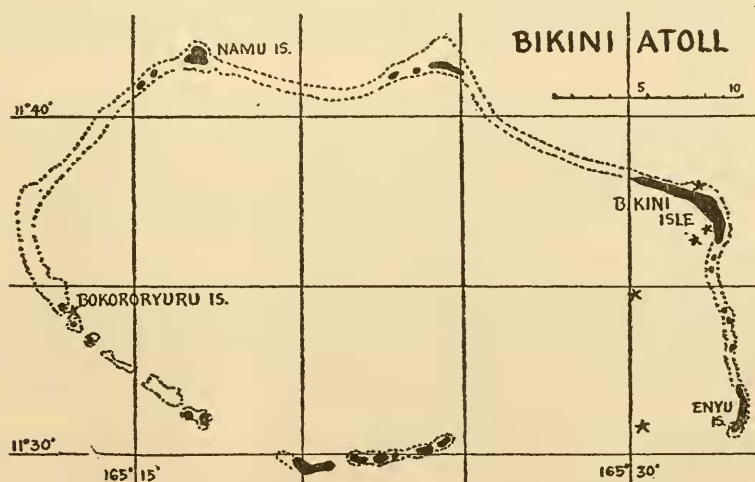 BIKINI ATOLL
NAMU IS.
5 10
11° 40'
BIKINI
ISLE
BOKORORYURU IS.
ENYU
IS.
11° 30'
165° 15'
165° 30'